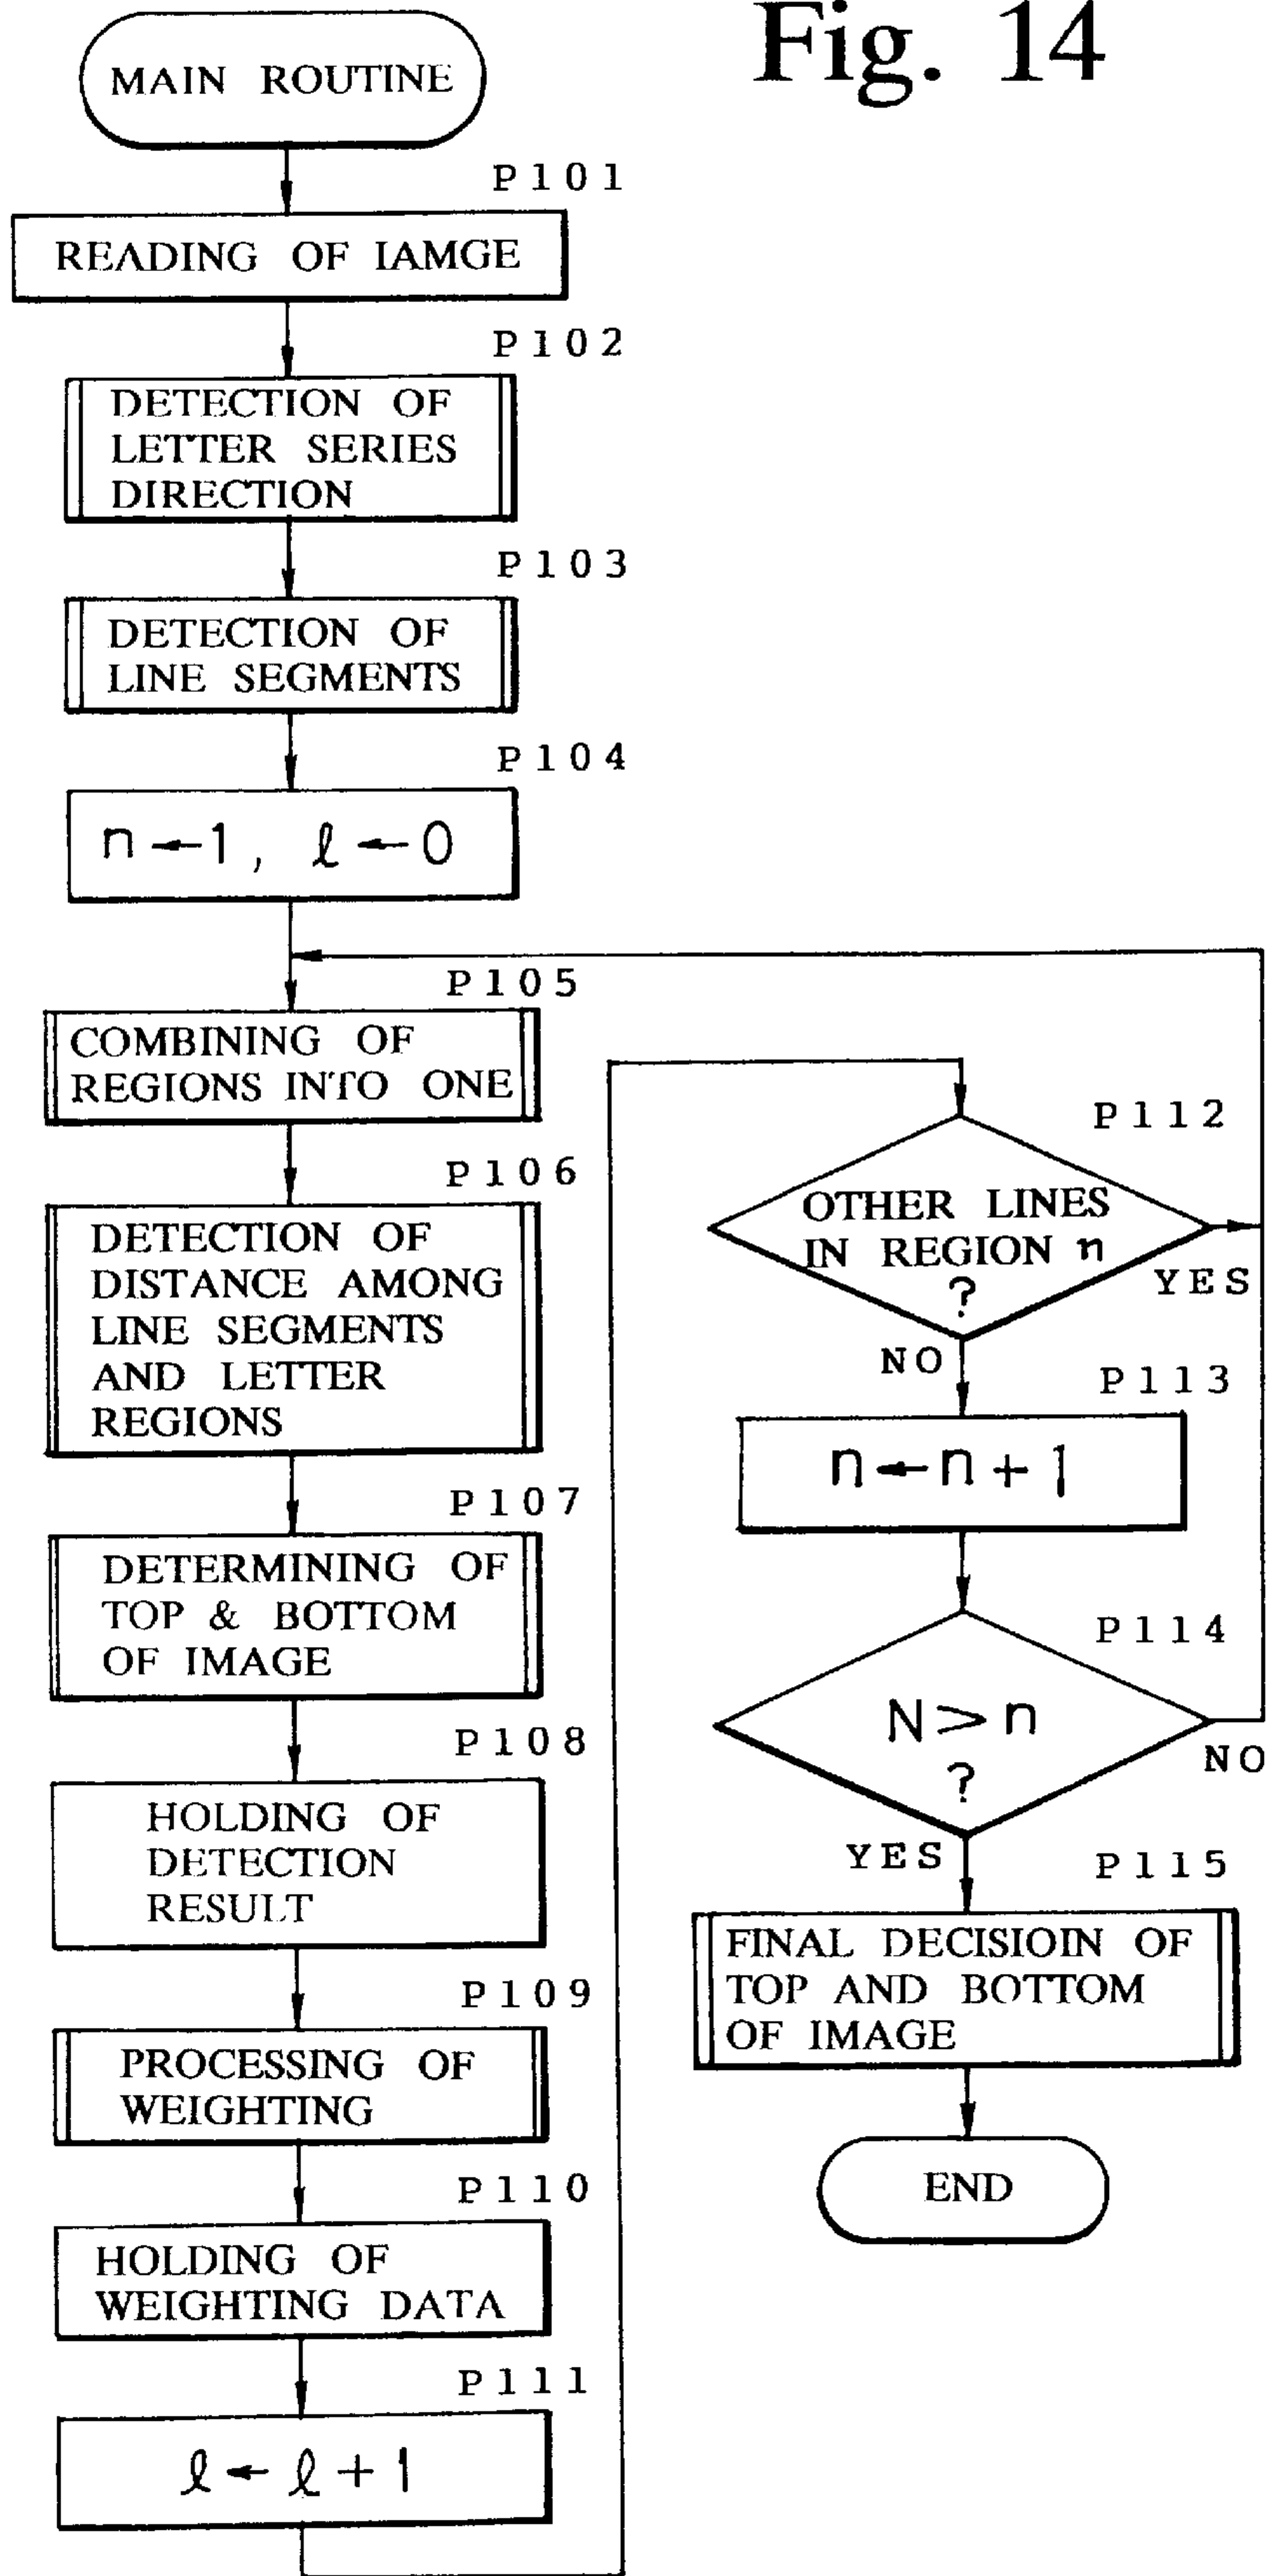 Fig. 14
MAIN ROUTINE
P101
READING OF IAMGE
P102
DETECTION OF
LETTER SERIES
DIRECTION
P103
DETECTION OF
LINE SEGMENTS
P104
n←1, ℓ←0
P105
COMBINING OF
REGIONS INTO ONE
P106
DETECTION OF
DISTANCE AMONG
LINE SEGMENTS
AND LETTER
REGIONS
P107
DETERMINING OF
TOP & BOTTOM
OF IMAGE
P108
HOLDING OF
DETECTION
RESULT
P109
PROCESSING OF
WEIGHTING
P110
HOLDING OF
WEIGHTING DATA
P111
ℓ←ℓ+1
P112
OTHER LINES
IN REGION n
?
YES
NO
P113
n←n+1
P114
N>n
?
NO
YES
P115
FINAL DECISIOIN OF
TOP AND BOTTOM
OF IMAGE
END